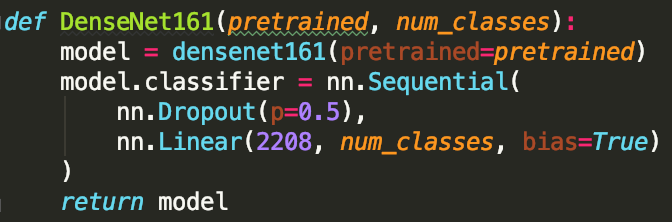 def DenseNet161(pretrained, num_classes):
    model = densenet161(pretrained=pretrained)
    model.classifier = nn.Sequential(
        nn.Dropout(p=0.5),
        nn.Linear(2208, num_classes, bias=True)
    )
    return model